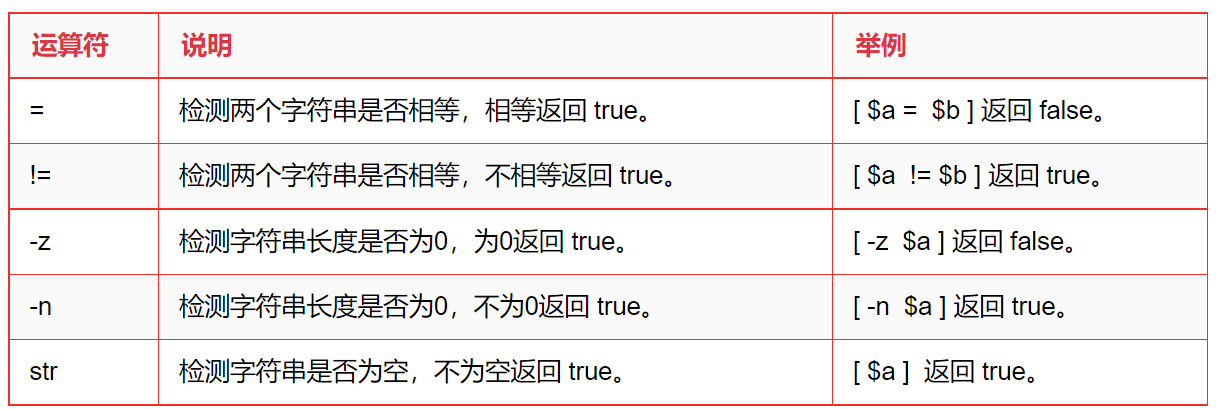 运算符 说明 举例
= 检测两个字符串是否相等，相等返回 true。 [ $a =  $b ] 返回 false。
!= 检测两个字符串是否相等，不相等返回 true。 [ $a  != $b ] 返回 true。
-z 检测字符串长度是否为0，为0返回 true。 [ -z  $a ] 返回 false。
-n 检测字符串长度是否为0，不为0返回 true。 [ -n  $a ] 返回 true。
str 检测字符串是否为空，不为空返回 true。 [ $a ]  返回 true。